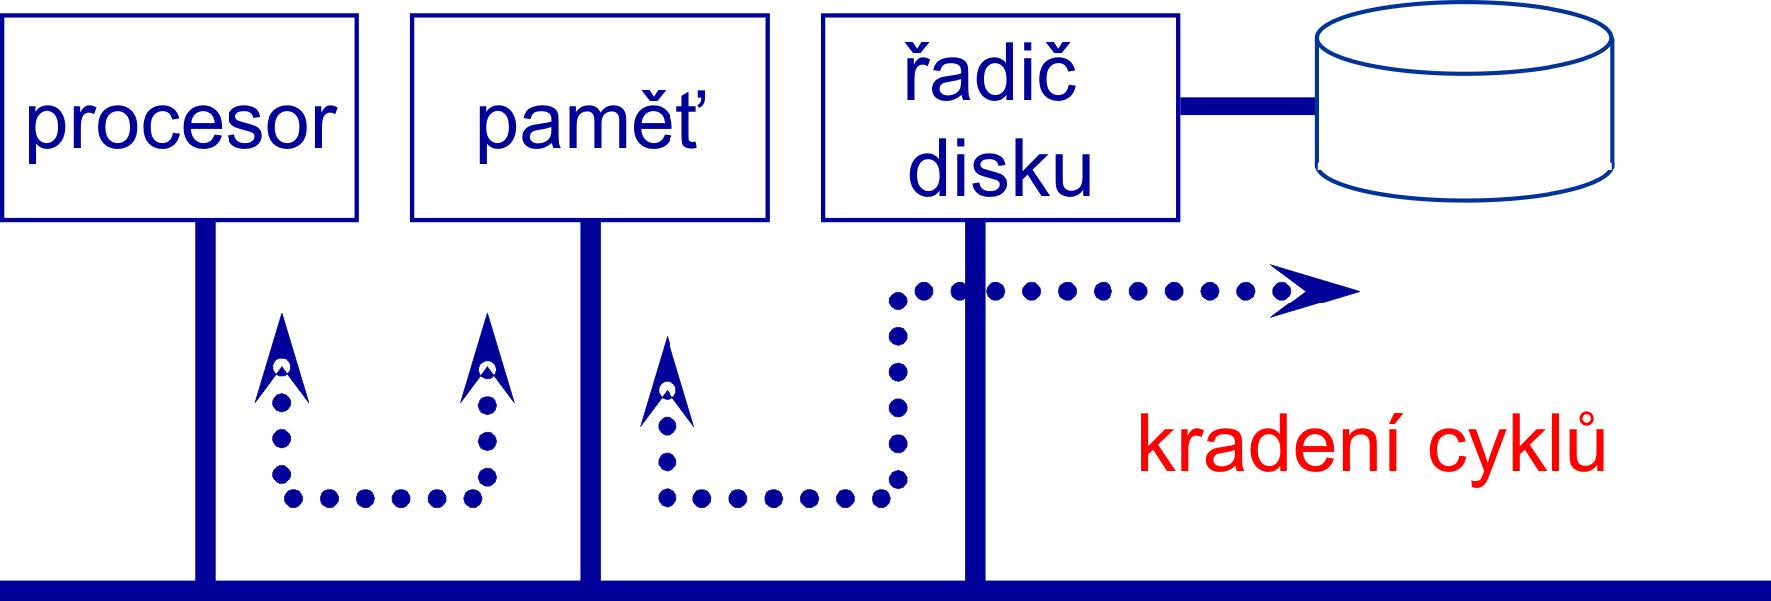 procesor
paměť
řadič
disku
kradení cyklů